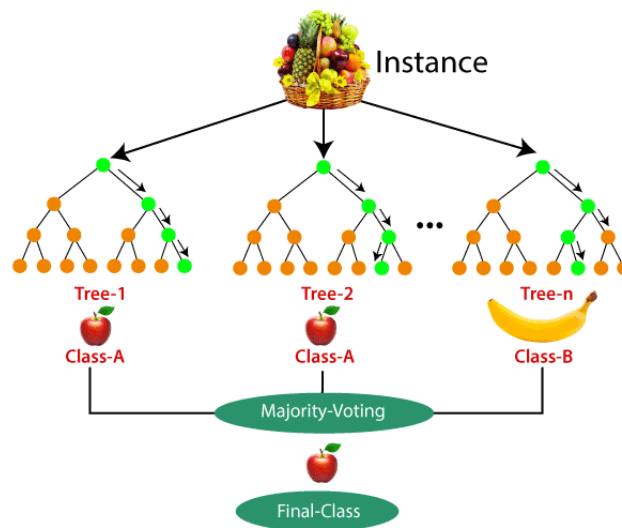 Instance
...
Tree-1
Tree-2
Tree-n
Class-A
Class-A
Class-B
Majority-Voting
Final-Class